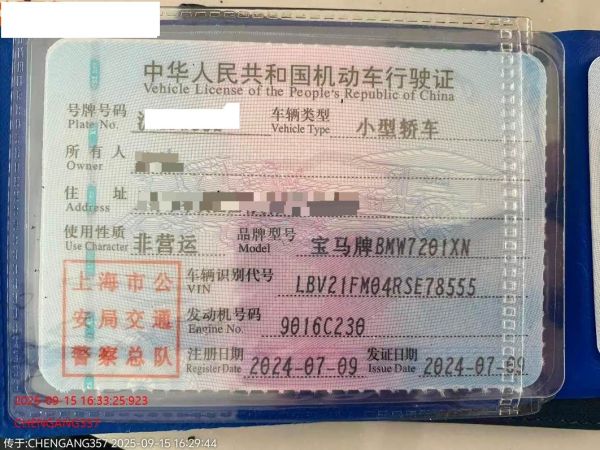 中华人民共和国机动车行驶证
Vehicle License of the People's Republic of China
号牌号码 车辆类型 小型轿车
Plate No. Vehicle Type
所有人
Owner
住址
Address
使用性质 非营运 品牌型号 宝马牌BMW7201XN
Use Character Model
上海市公
安局交通
警察总队
车辆识别代号 LBV21FM04RSE78555
VIN
发动机号码 9016C230
Engine No.
注册日期 2024-07-09 发证日期 2024-07-09
Register Date Issue Date
2025-09-15 16:33:25:923
CHENGANG357
传于:CHENGANG357 2025-09-15 16:29:44